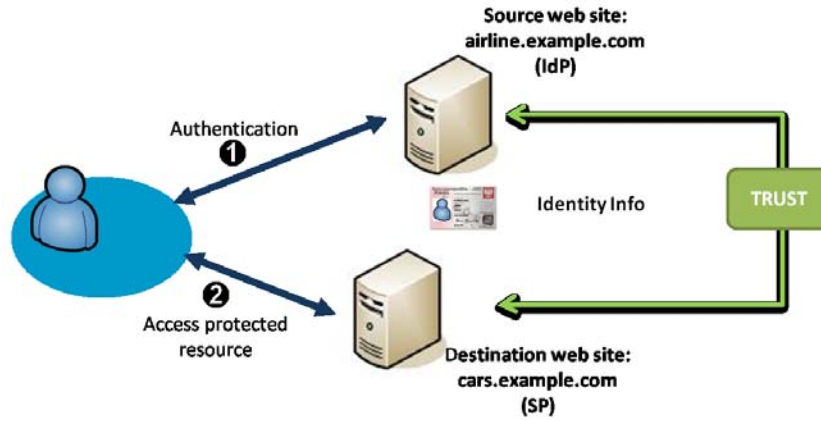 Source web site:
airline.example.com
(IdP)
Authentication
1
Identity Info
TRUST
2
Access protected
resource
Destination web site:
cars.example.com
(SP)